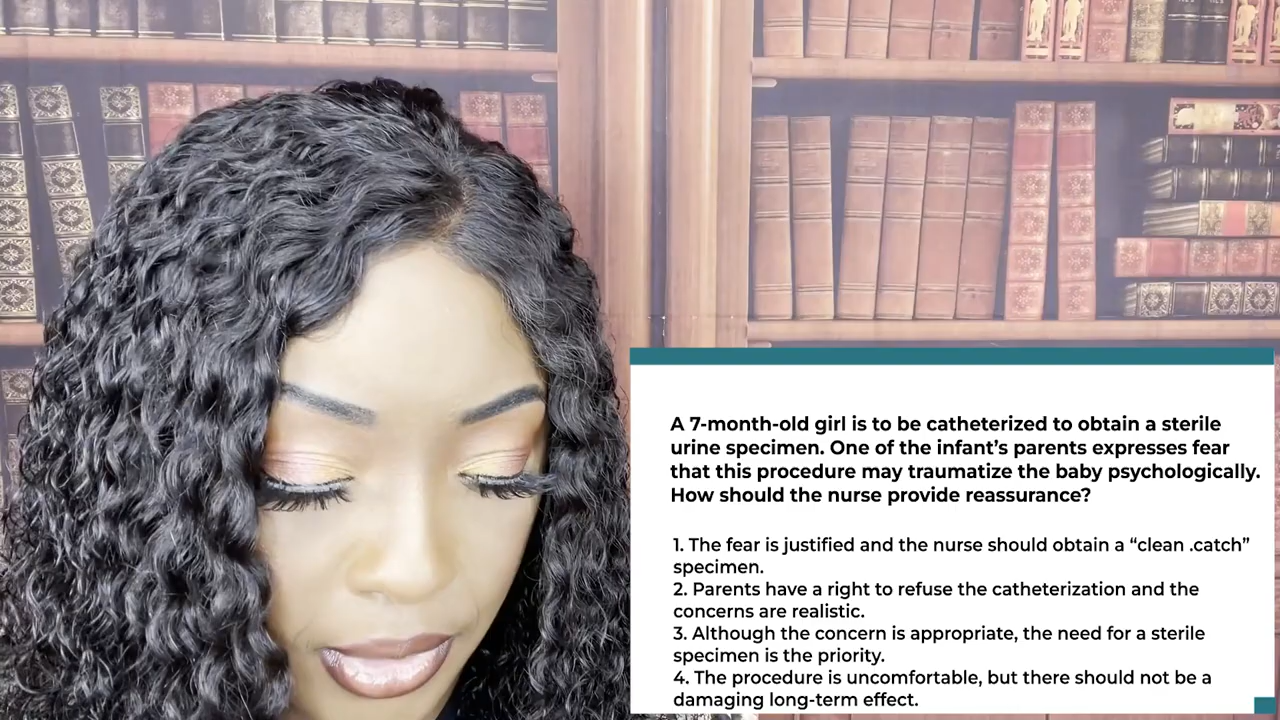 A 7-month-old girl is to be catheterized to obtain a sterile
urine specimen. One of the infant's parents expresses fear
that this procedure may traumatize the baby psychologically.
How should the nurse provide reassurance?
1. The fear is justified and the nurse should obtain a “clean .catch”
specimen.
2. Parents have a right to refuse the catheterization and the
concerns are realistic.
3. Although the concern is appropriate, the need for a sterile
specimen is the priority.
4. The procedure is uncomfortable, but there should not be a
damaging long-term effect.